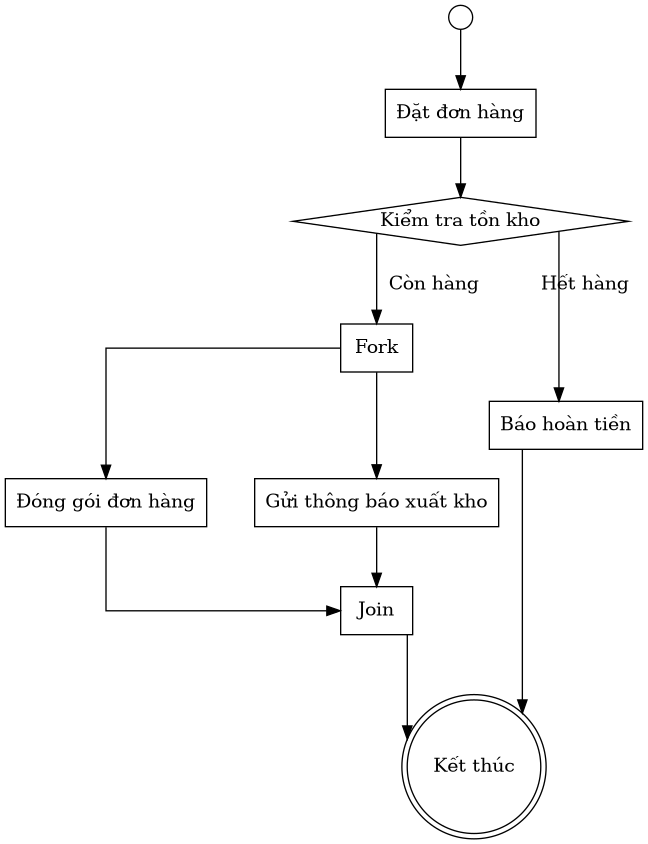 Đặt đơn hàng
Kiểm tra tồn kho
Còn hàng
Hết hàng
Fork
Báo hoàn tiền
Đóng gói đơn hàng
Gửi thông báo xuất kho
Join
Kết thúc